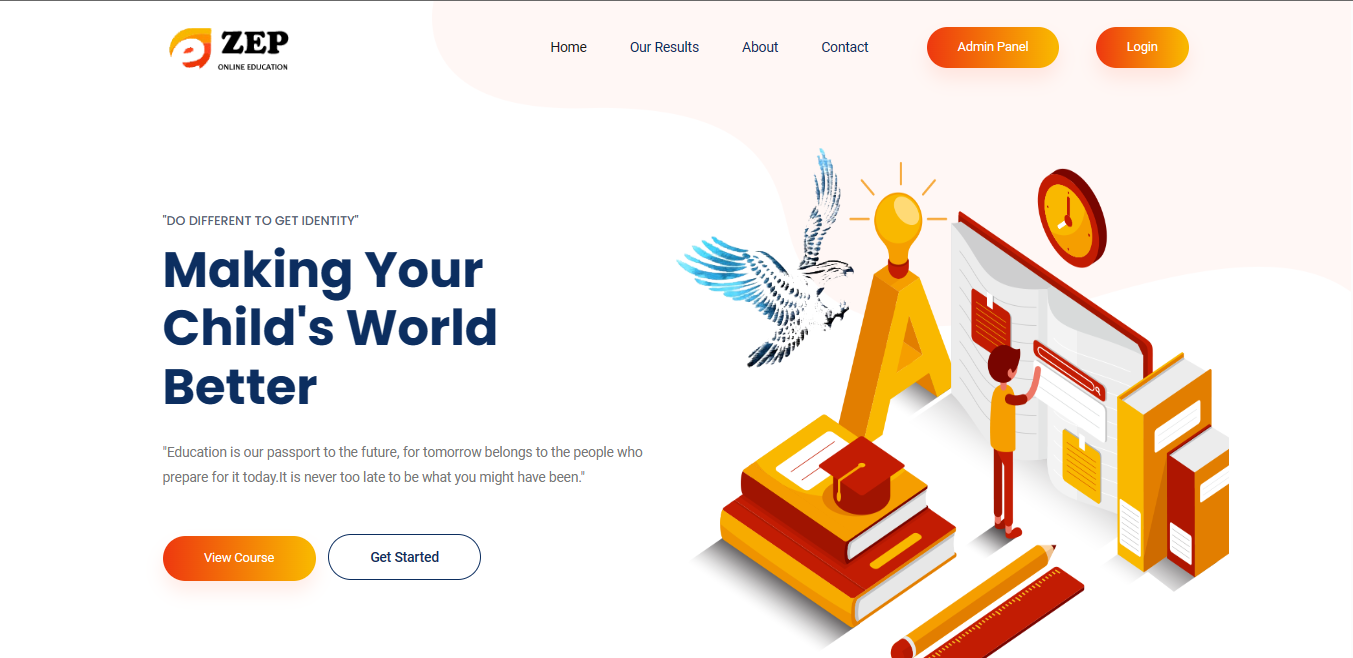 ZEP
ONLINE EDUCATION
Home
Our Results
About
Contact
Admin Panel
Login
"DO DIFFERENT TO GET IDENTITY"
Making Your
Child's World
Better
"Education is our passport to the future, for tomorrow belongs to the people who
prepare for it today.It is never too late to be what you might have been."
View Course
Get Started
A